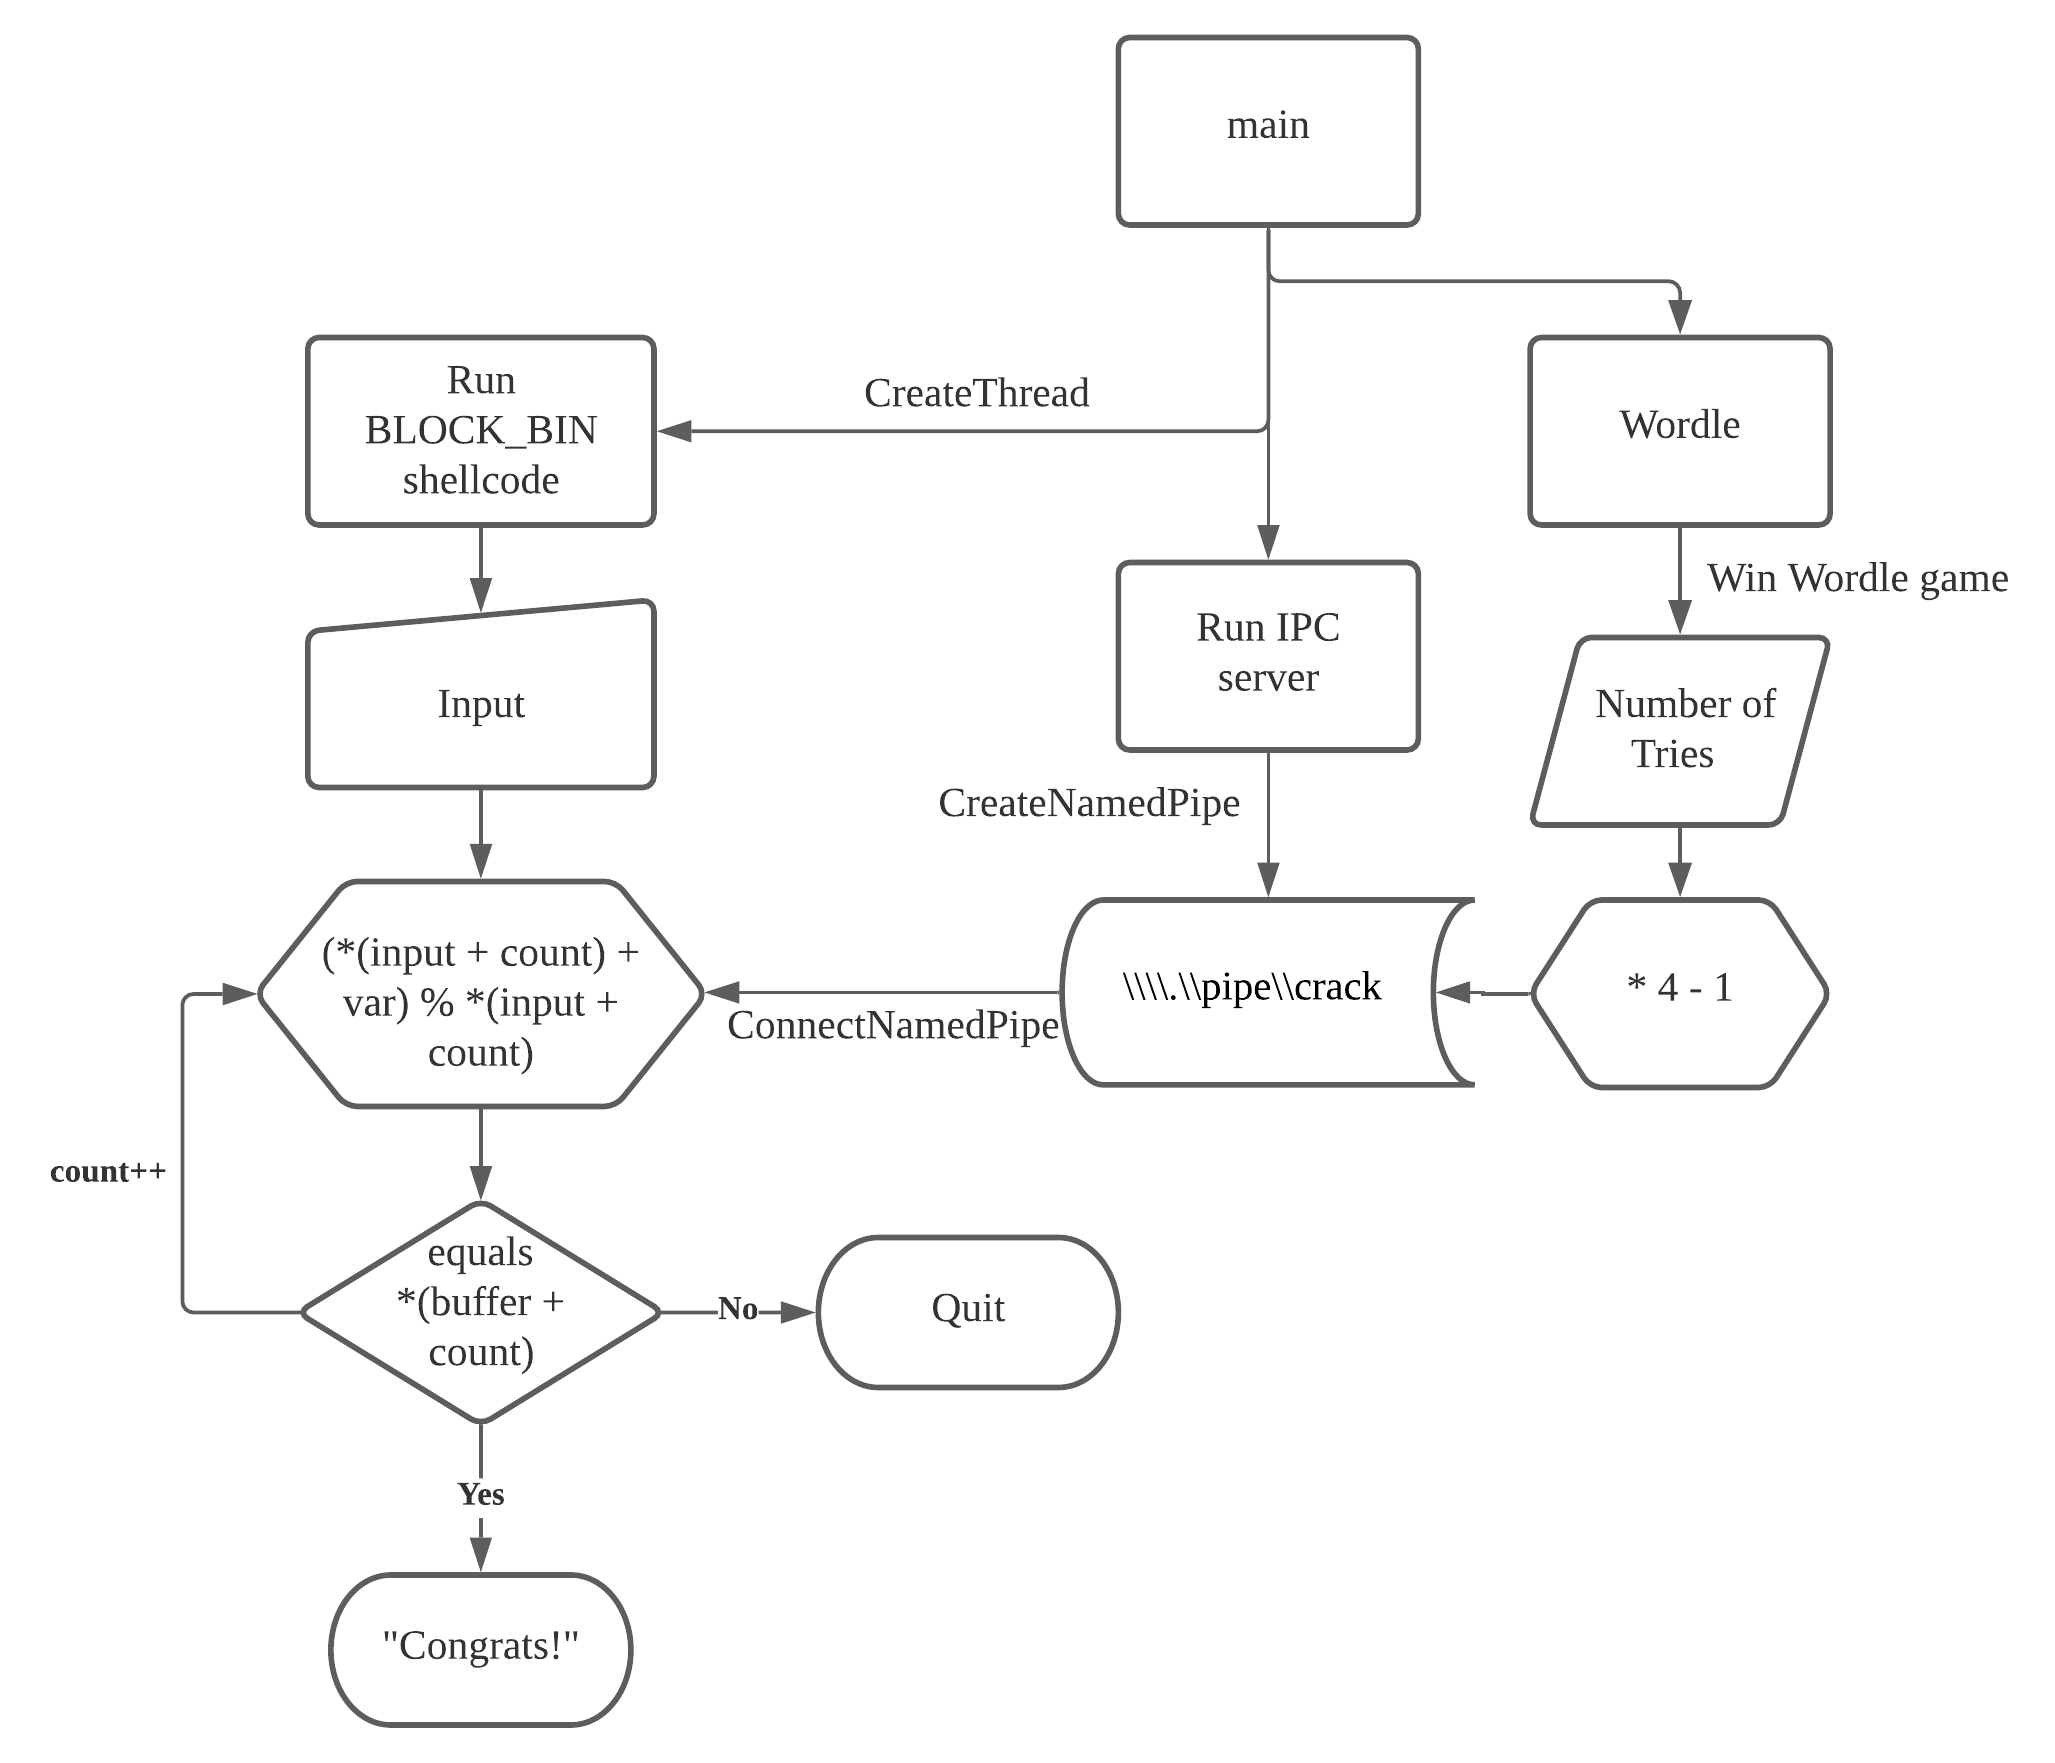 main
CreateThread
Run
BLOCK_BIN
shellcode
Wordle
Win Wordle game
Run IPC
server
Input
Number of
Tries
CreateNamedPipe
(*(input + count) +
var) % *(input +
count)
\\\\.\\pipe\\crack
* 4 - 1
ConnectNamedPipe
count++
equals
*(buffer +
count)
No
Quit
Yes
"Congrats!"